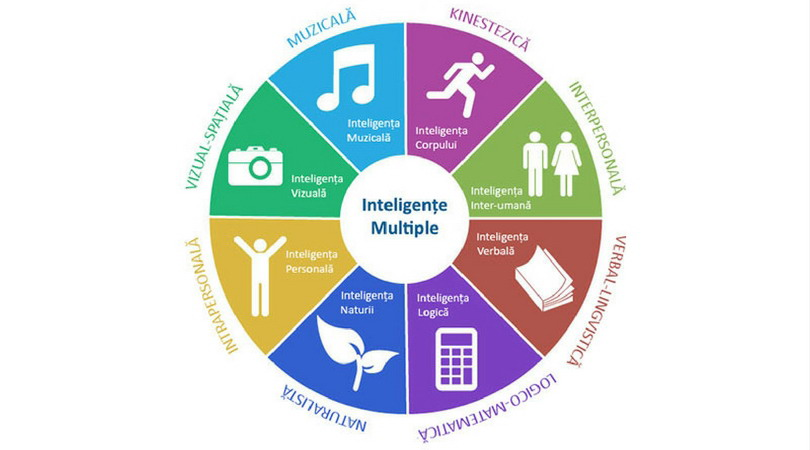 MUZICALĂ
KINESTEZICĂ
INTERPERSONALĂ
VERBAL-LINGVISTICĂ
LOGICO-MATEMATICĂ
NATURALISTĂ
INTRAPERSONALĂ
VIZUAL-SPAȚIALĂ
Inteligența
Muzicală
Inteligența
Corpului
Inteligența
Inter-umană
Inteligența
Verbală
Inteligența
Logică
Inteligența
Naturii
Inteligența
Personală
Inteligența
Vizuală
Inteligențe
Multiple